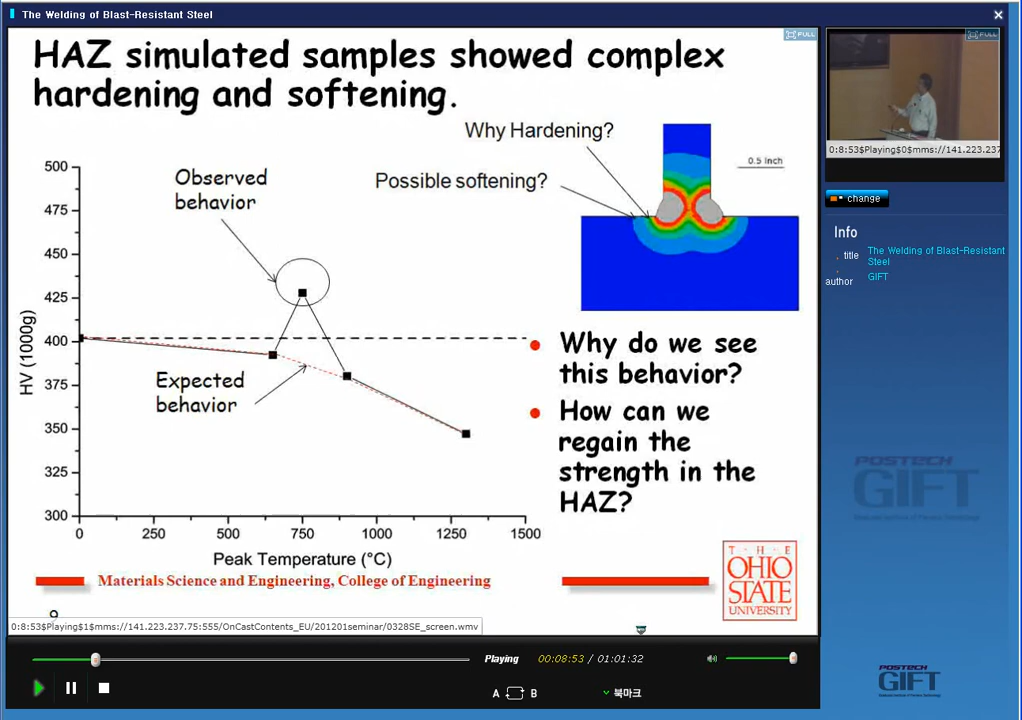 The Welding of Blast-Resistant Steel
HAZ simulated samples showed complex
hardening and softening.
FULL
FULL
Why Hardening?
Possible softening?
0.5 Inch
Observed
behavior
Expected
behavior
500
475
450
425
400
375
350
325
300
HV (1000g)
0
250
500
750
1000
1250
1500
Peak Temperature (°C)
Why do we see
this behavior?
How can we
regain the
strength in the
HAZ?
Materials Science and Engineering, College of Engineering
THE
OHIO
STATE
UNIVERSITY
0:8:53$Playing$1$mms://141.223.237.75:555/OnCastContents_EU/201201seminar/0328SE_screen.wmv
0:8:53$Playing$0$mms://141.223.237
change
Info
title
The Welding of Blast-Resistant
Steel
author
GIFT
POSTECH
GIFT
Playing
00:08:53 / 01:01:32
A B
북마크
POSTECH
GIFT